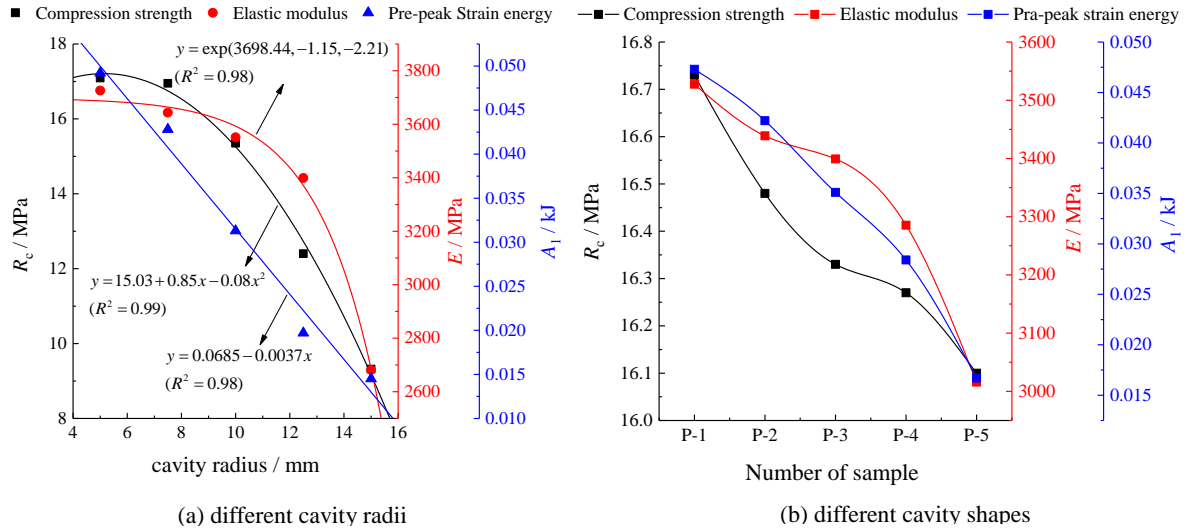 Compression strength Elastic modulus Pre-peak Strain energy
18
16
14
12
10
8
R_c / MPa
4 6 8 10 12 14 16
cavity radius / mm
y = exp(3698.44, −1.15, −2.21)
(R² = 0.98)
y = 15.03 + 0.85x − 0.08x²
(R² = 0.99)
y = 0.0685 − 0.0037x
(R² = 0.98)
3800
3600
3400
3200
3000
2800
2600
E / MPa
0.050
0.045
0.040
0.035
0.030
0.025
0.020
0.015
0.010
A₁ / kJ
(a) different cavity radii
Compression strength Elastic modulus Pra-peak Strain energy
16.8
16.7
16.6
16.5
16.4
16.3
16.2
16.1
16.0
R_c / MPa
P-1 P-2 P-3 P-4 P-5
Number of sample
3600
3500
3400
3300
3200
3100
3000
E / MPa
0.050
0.045
0.040
0.035
0.030
0.025
0.020
0.015
A₁ / kJ
(b) different cavity shapes